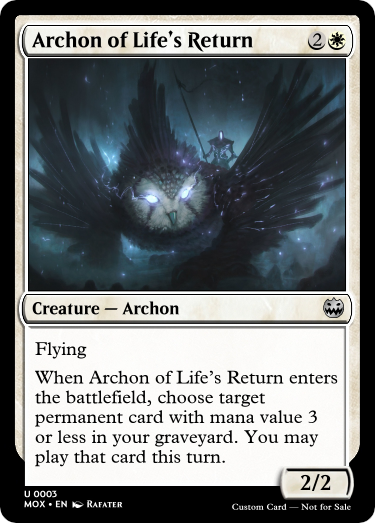 Archon of Life's Return 2
Creature — Archon
Flying
When Archon of Life's Return enters
the battlefield, choose target
permanent card with mana value 3
or less in your graveyard. You may
play that card this turn.
2/2
U 0003
MOX • EN Rafater
Custom Card — Not for Sale